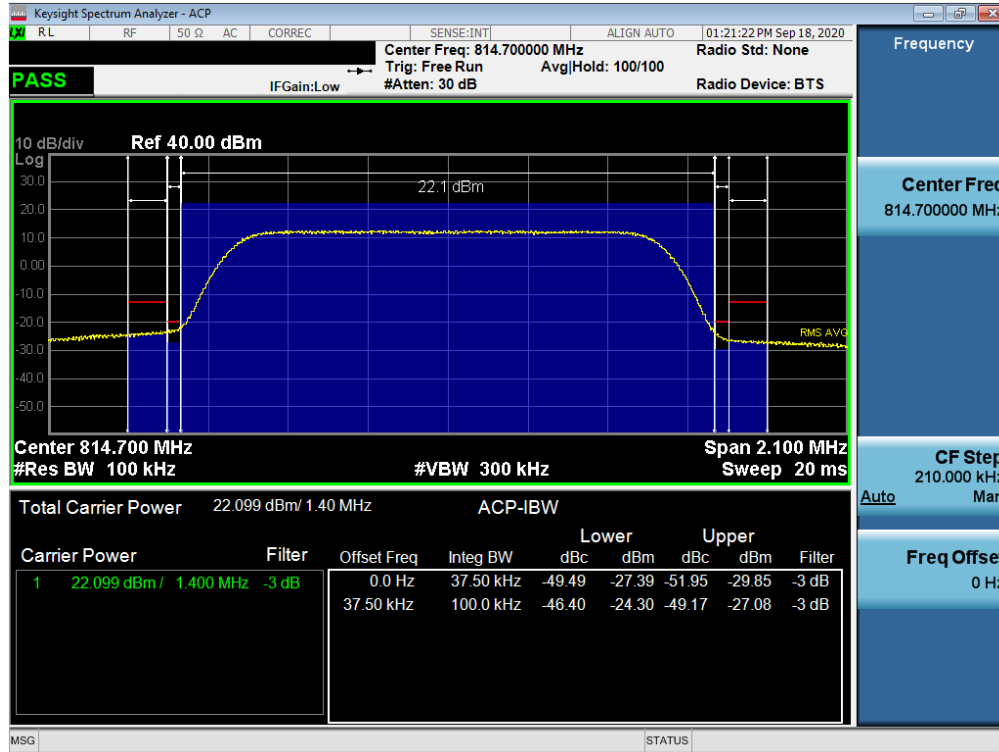 Keysight Spectrum Analyzer - ACP
LXI RL RF 50 Ω AC CORREC SENSE:INT ALIGN AUTO 01:21:22 PM Sep 18, 2020
Center Freq: 814.700000 MHz Radio Std: None
Trig: Free Run Avg|Hold: 100/100
PASS IFGain:Low #Atten: 30 dB Radio Device: BTS
10 dB/div Ref 40.00 dBm
Log
30.0
22.1 dBm
20.0
10.0
0.00
-10.0
-20.0
RMS AVG
-30.0
-40.0
-50.0
Center 814.700 MHz Span 2.100 MHz
#Res BW 100 kHz #VBW 300 kHz Sweep 20 ms
Total Carrier Power 22.099 dBm/ 1.40 MHz ACP-IBW
Lower Upper
Carrier Power Filter Offset Freq Integ BW dBc dBm dBc dBm Filter
1 22.099 dBm / 1.400 MHz -3 dB 0.0 Hz 37.50 kHz -49.49 -27.39 -51.95 -29.85 -3 dB
37.50 kHz 100.0 kHz -46.40 -24.30 -49.17 -27.08 -3 dB
MSG STATUS
Frequency
Center Freq
814.700000 MHz
CF Step
210.000 kHz
Auto Man
Freq Offset
0 Hz